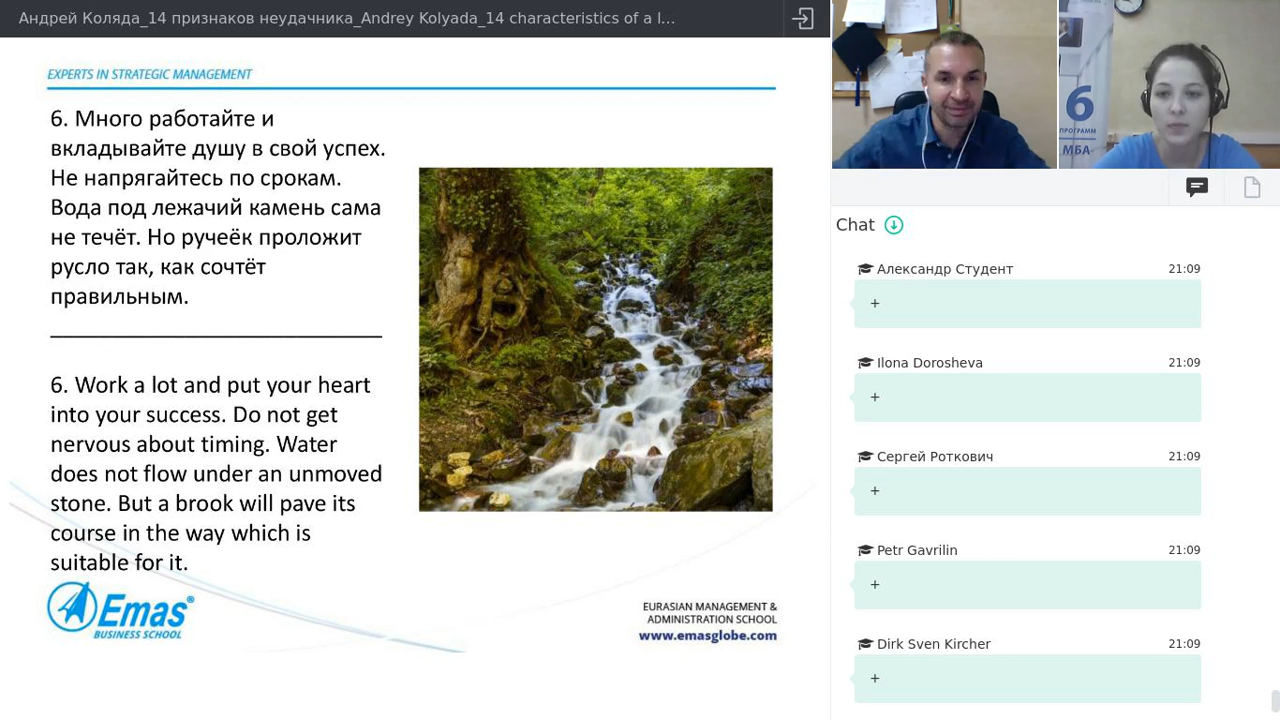 Андрей Коляда_14 признаков неудачника_Andrey Kolyada_14 characteristics of a l...
EXPERTS IN STRATEGIC MANAGEMENT
6. Много работайте и
вкладывайте душу в свой успех.
Не напрягайтесь по срокам.
Вода под лежачий камень сама
не течёт. Но ручеёк проложит
русло так, как сочтёт
правильным.
6. Work a lot and put your heart
into your success. Do not get
nervous about timing. Water
does not flow under an unmoved
stone. But a brook will pave its
course in the way which is
suitable for it.
Emas®
BUSINESS SCHOOL
EURASIAN MANAGEMENT &
ADMINISTRATION SCHOOL
www.emasglobe.com
6
ПРОГРАММ
МБА
Chat
Александр Студент 21:09
+
Ilona Dorosheva 21:09
+
Сергей Роткович 21:09
+
Petr Gavrilin 21:09
+
Dirk Sven Kircher 21:09
+